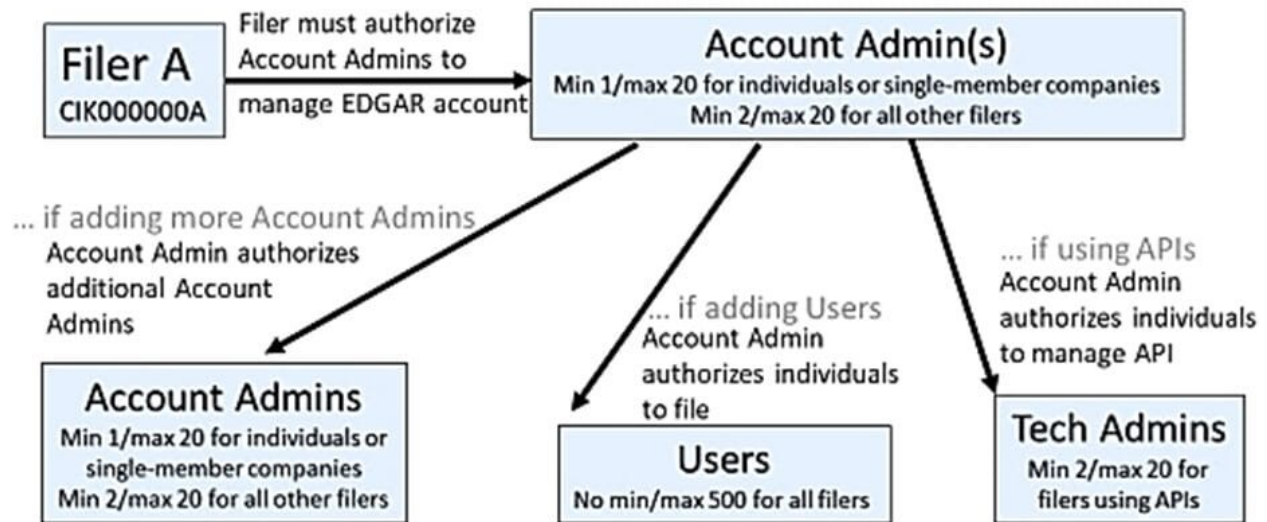 Filer A
CIK000000A
Filer must authorize
Account Admins to
manage EDGAR account
Account Admin(s)
Min 1/max 20 for individuals or single-member companies
Min 2/max 20 for all other filers
... if adding more Account Admins
Account Admin authorizes
additional Account
Admins
... if adding Users
Account Admin
authorizes individuals
to file
... if using APIs
Account Admin
authorizes individuals
to manage API
Account Admins
Min 1/max 20 for individuals or
single-member companies
Min 2/max 20 for all other filers
Users
No min/max 500 for all filers
Tech Admins
Min 2/max 20 for
filers using APIs